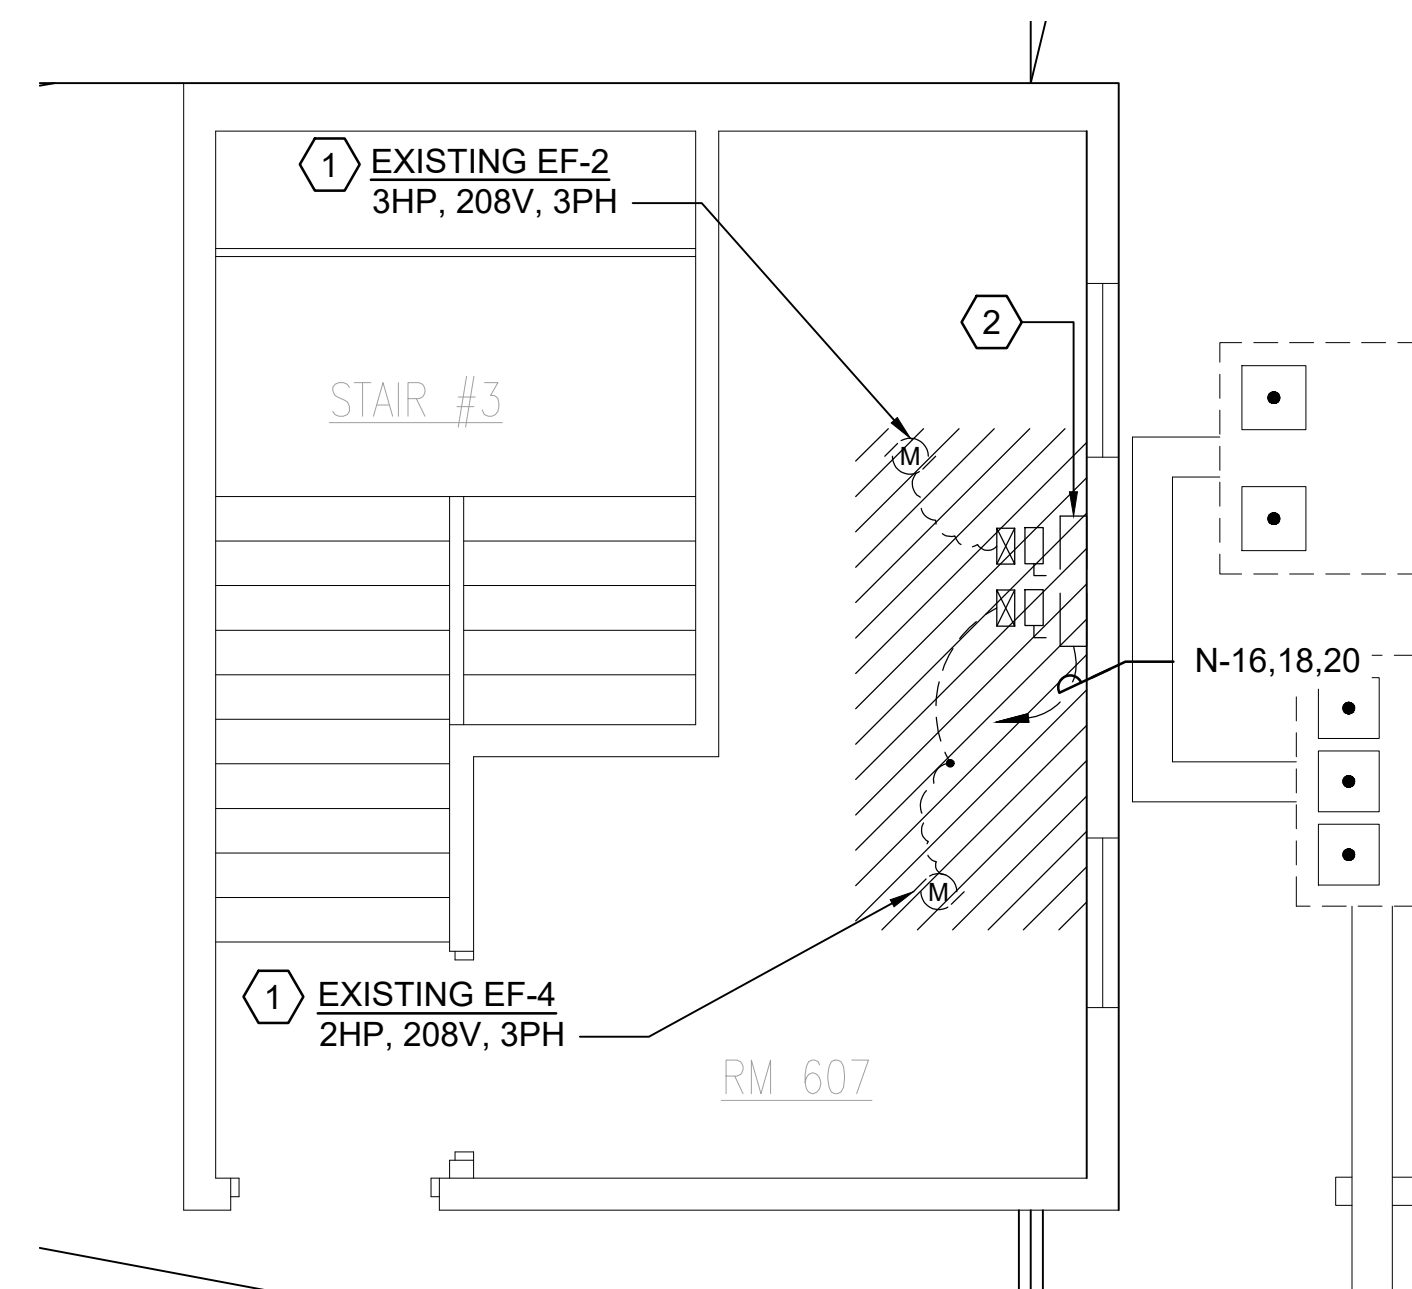 1 EXISTING EF-2
3HP, 208V, 3PH
2
STAIR #3
M
N-16,18,20
M
1 EXISTING EF-4
2HP, 208V, 3PH
RM 607